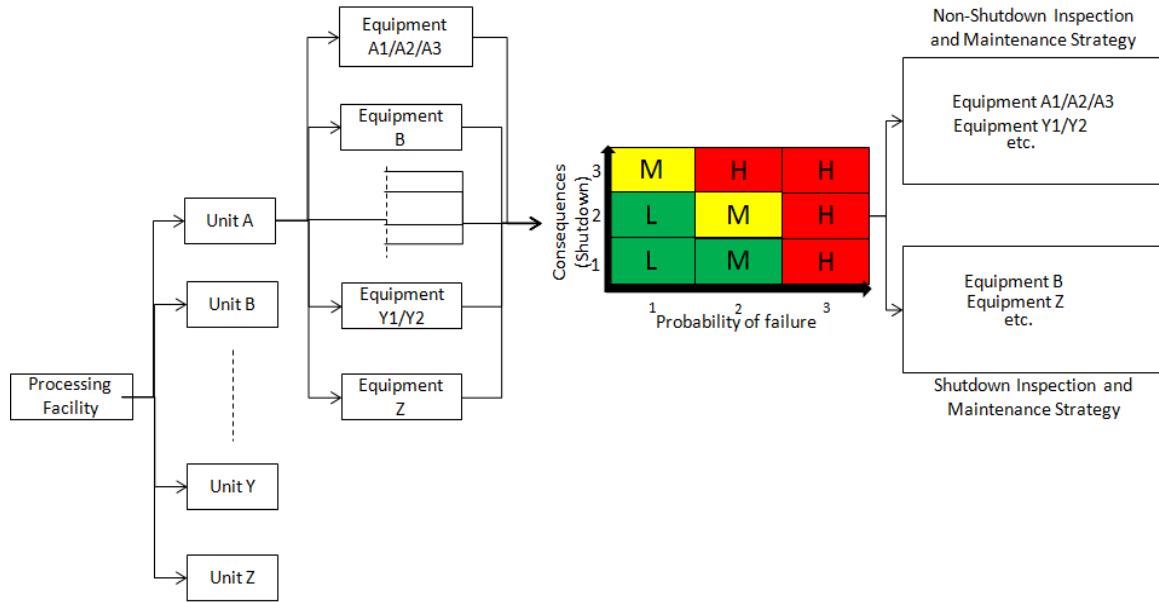 Processing
Facility
Unit A
Unit B
Unit Y
Unit Z
Equipment
A1/A2/A3
Equipment
B
Equipment
Y1/Y2
Equipment
Z
Consequences
(Shutdown)
3
M
H
H
2
L
M
H
1
L
M
H
1
2
3
Probability of failure
Non-Shutdown Inspection
and Maintenance Strategy
Equipment A1/A2/A3
Equipment Y1/Y2
etc.
Equipment B
Equipment Z
etc.
Shutdown Inspection and
Maintenance Strategy